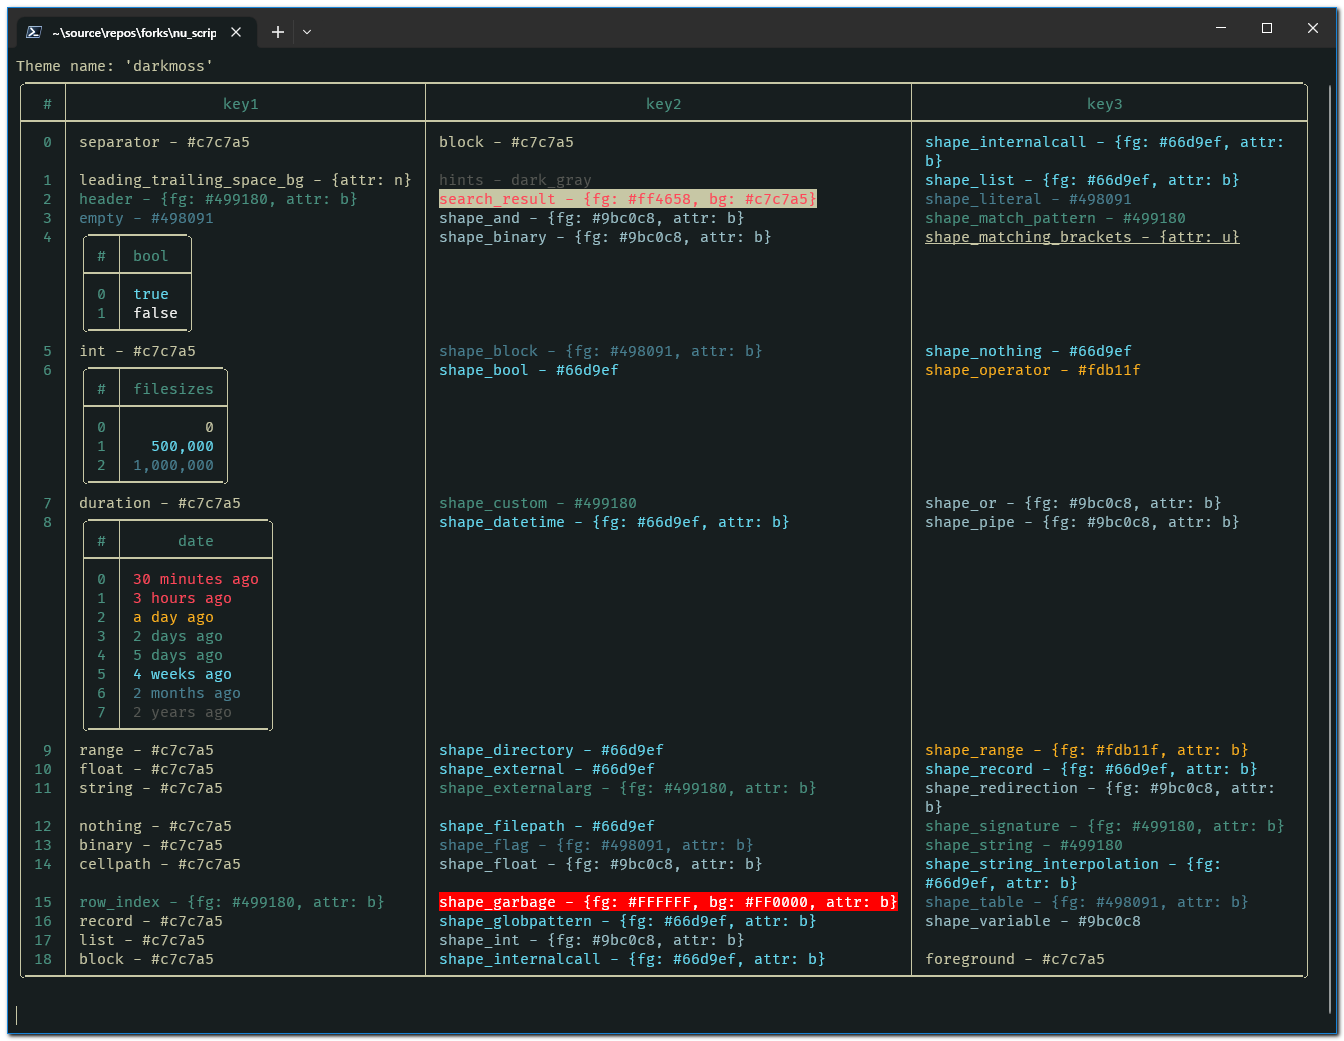 ~\source\repos\forks\nu_scrip
Theme name: 'darkmoss'
# key1 key2 key3
0 separator - #c7c7a5 block - #c7c7a5 shape_internalcall - {fg: #66d9ef, attr:
b}
1 leading_trailing_space_bg - {attr: n} hints - dark_gray shape_list - {fg: #66d9ef, attr: b}
2 header - {fg: #499180, attr: b} search_result - {fg: #ff4658, bg: #c7c7a5} shape_literal - #498091
3 empty - #498091 shape_and - {fg: #9bc0c8, attr: b} shape_match_pattern - #499180
4 shape_binary - {fg: #9bc0c8, attr: b} shape_matching_brackets - {attr: u}
# bool
0 true
1 false
5 int - #c7c7a5 shape_block - {fg: #498091, attr: b} shape_nothing - #66d9ef
6 shape_bool - #66d9ef shape_operator - #fdb11f
# filesizes
0 0
1 500,000
2 1,000,000
7 duration - #c7c7a5 shape_custom - #499180 shape_or - {fg: #9bc0c8, attr: b}
8 shape_datetime - {fg: #66d9ef, attr: b} shape_pipe - {fg: #9bc0c8, attr: b}
# date
0 30 minutes ago
1 3 hours ago
2 a day ago
3 2 days ago
4 5 days ago
5 4 weeks ago
6 2 months ago
7 2 years ago
9 range - #c7c7a5 shape_directory - #66d9ef shape_range - {fg: #fdb11f, attr: b}
10 float - #c7c7a5 shape_external - #66d9ef shape_record - {fg: #66d9ef, attr: b}
11 string - #c7c7a5 shape_externalarg - {fg: #499180, attr: b} shape_redirection - {fg: #9bc0c8, attr:
b}
12 nothing - #c7c7a5 shape_filepath - #66d9ef shape_signature - {fg: #499180, attr: b}
13 binary - #c7c7a5 shape_flag - {fg: #498091, attr: b} shape_string - #499180
14 cellpath - #c7c7a5 shape_float - {fg: #9bc0c8, attr: b} shape_string_interpolation - {fg:
#66d9ef, attr: b}
15 row_index - {fg: #499180, attr: b} shape_garbage - {fg: #FFFFFF, bg: #FF0000, attr: b} shape_table - {fg: #498091, attr: b}
16 record - #c7c7a5 shape_globpattern - {fg: #66d9ef, attr: b} shape_variable - #9bc0c8
17 list - #c7c7a5 shape_int - {fg: #9bc0c8, attr: b}
18 block - #c7c7a5 shape_internalcall - {fg: #66d9ef, attr: b} foreground - #c7c7a5